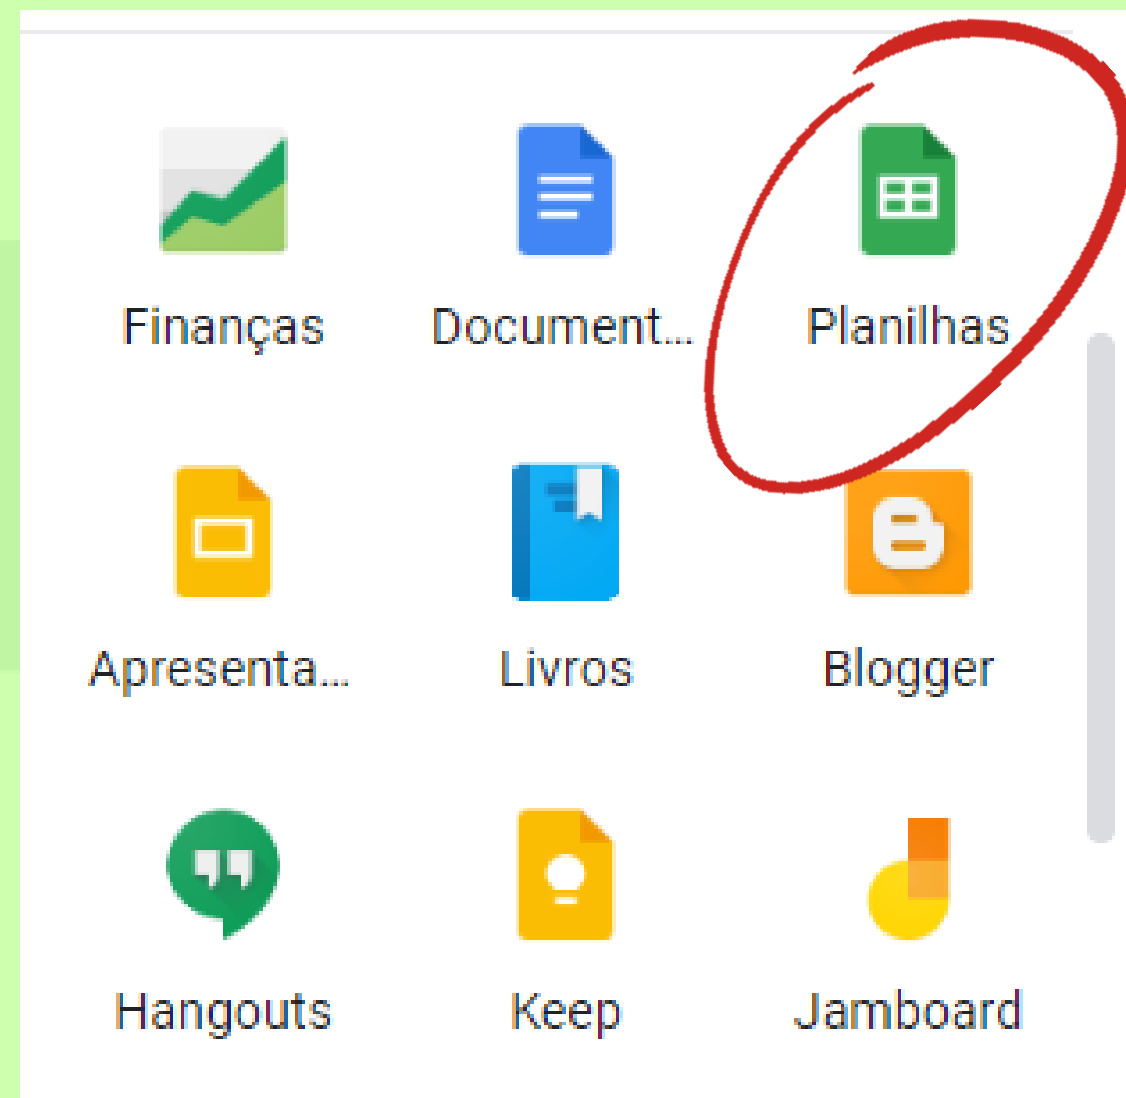 Finanças Document... Planilhas
Apresenta... Livros Blogger
Hangouts Keep Jamboard